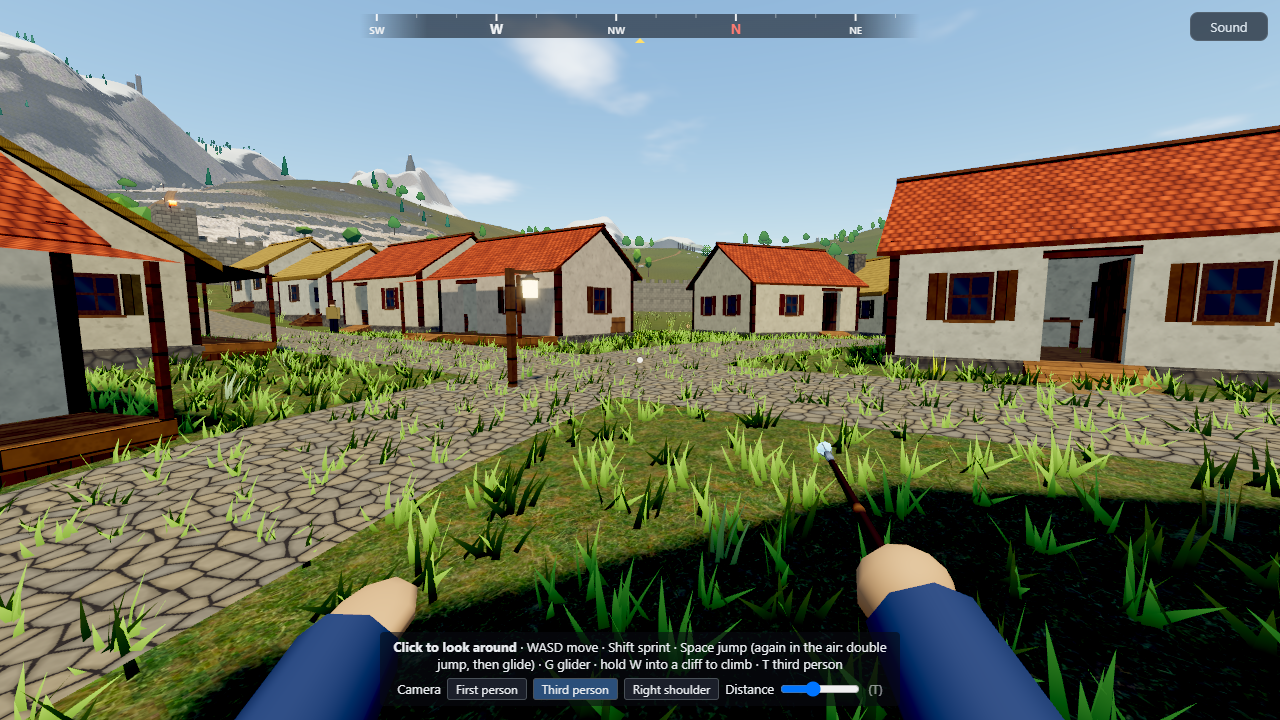 SW W NW N NE
Sound
Click to look around · WASD move · Shift sprint · Space jump (again in the air: double
jump, then glide) · G glider · hold W into a cliff to climb · T third person
Camera First person Third person Right shoulder Distance (T)